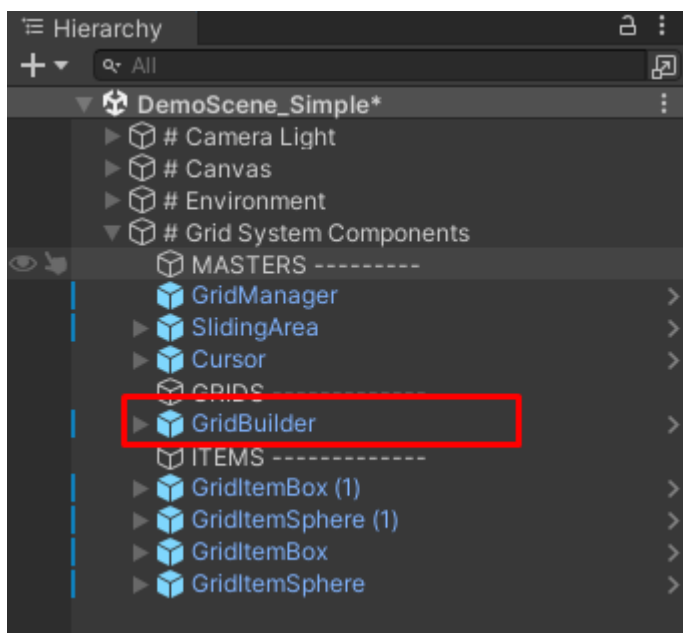 Hierarchy
All
DemoScene_Simple*
# Camera Light
# Canvas
# Environment
# Grid System Components
MASTERS ---------
GridManager
SlidingArea
Cursor
GRIDS -------------
GridBuilder
ITEMS -------------
GridItemBox (1)
GridItemSphere (1)
GridItemBox
GridItemSphere